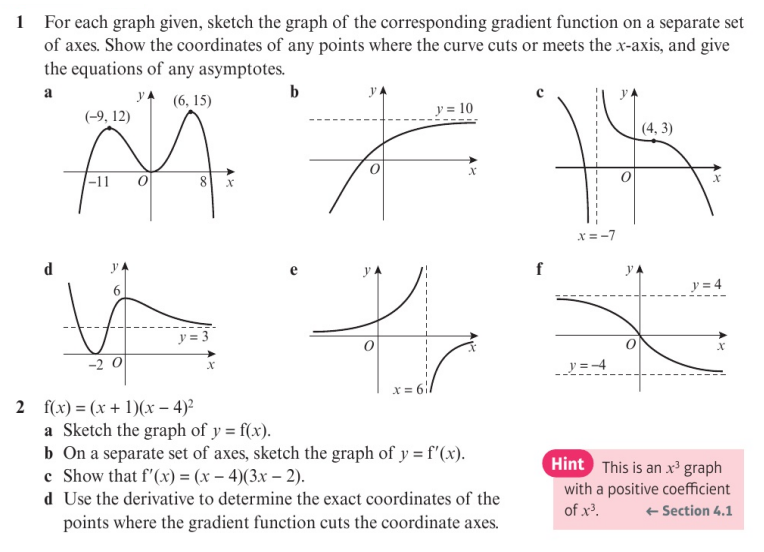 1 For each graph given, sketch the graph of the corresponding gradient function on a separate set
of axes. Show the coordinates of any points where the curve cuts or meets the x-axis, and give
the equations of any asymptotes.
a
y
(6, 15)
(−9, 12)
−11
O
8
x
b
y
y = 10
O
x
c
y
(4, 3)
O
x
x = −7
d
y
6
y = 3
−2
O
x
e
y
O
x
x = 6
f
y
y = 4
O
x
y = −4
2 f(x) = (x + 1)(x − 4)²
a Sketch the graph of y = f(x).
b On a separate set of axes, sketch the graph of y = f′(x).
c Show that f′(x) = (x − 4)(3x − 2).
d Use the derivative to determine the exact coordinates of the
points where the gradient function cuts the coordinate axes.
Hint This is an x³ graph
with a positive coefficient
of x³. ← Section 4.1